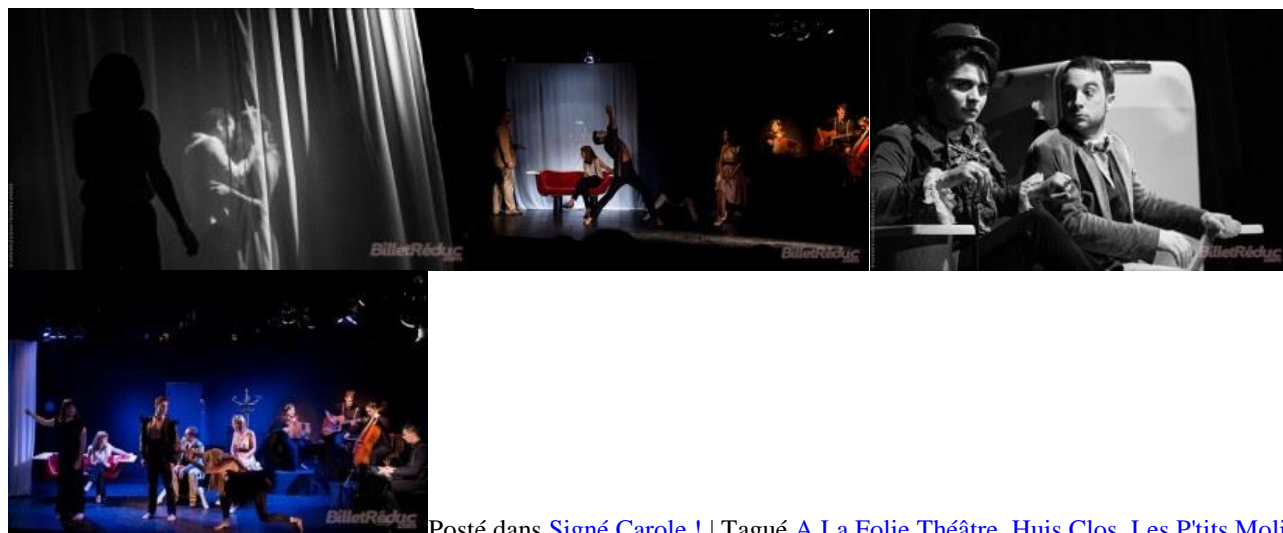 BilletRéduc
BilletRéduc
BilletRéduc
BilletRéduc
Posté dans Signé Carole ! | Tagué A La Folie Théâtre, Huis Clos, Les P'tits Moli